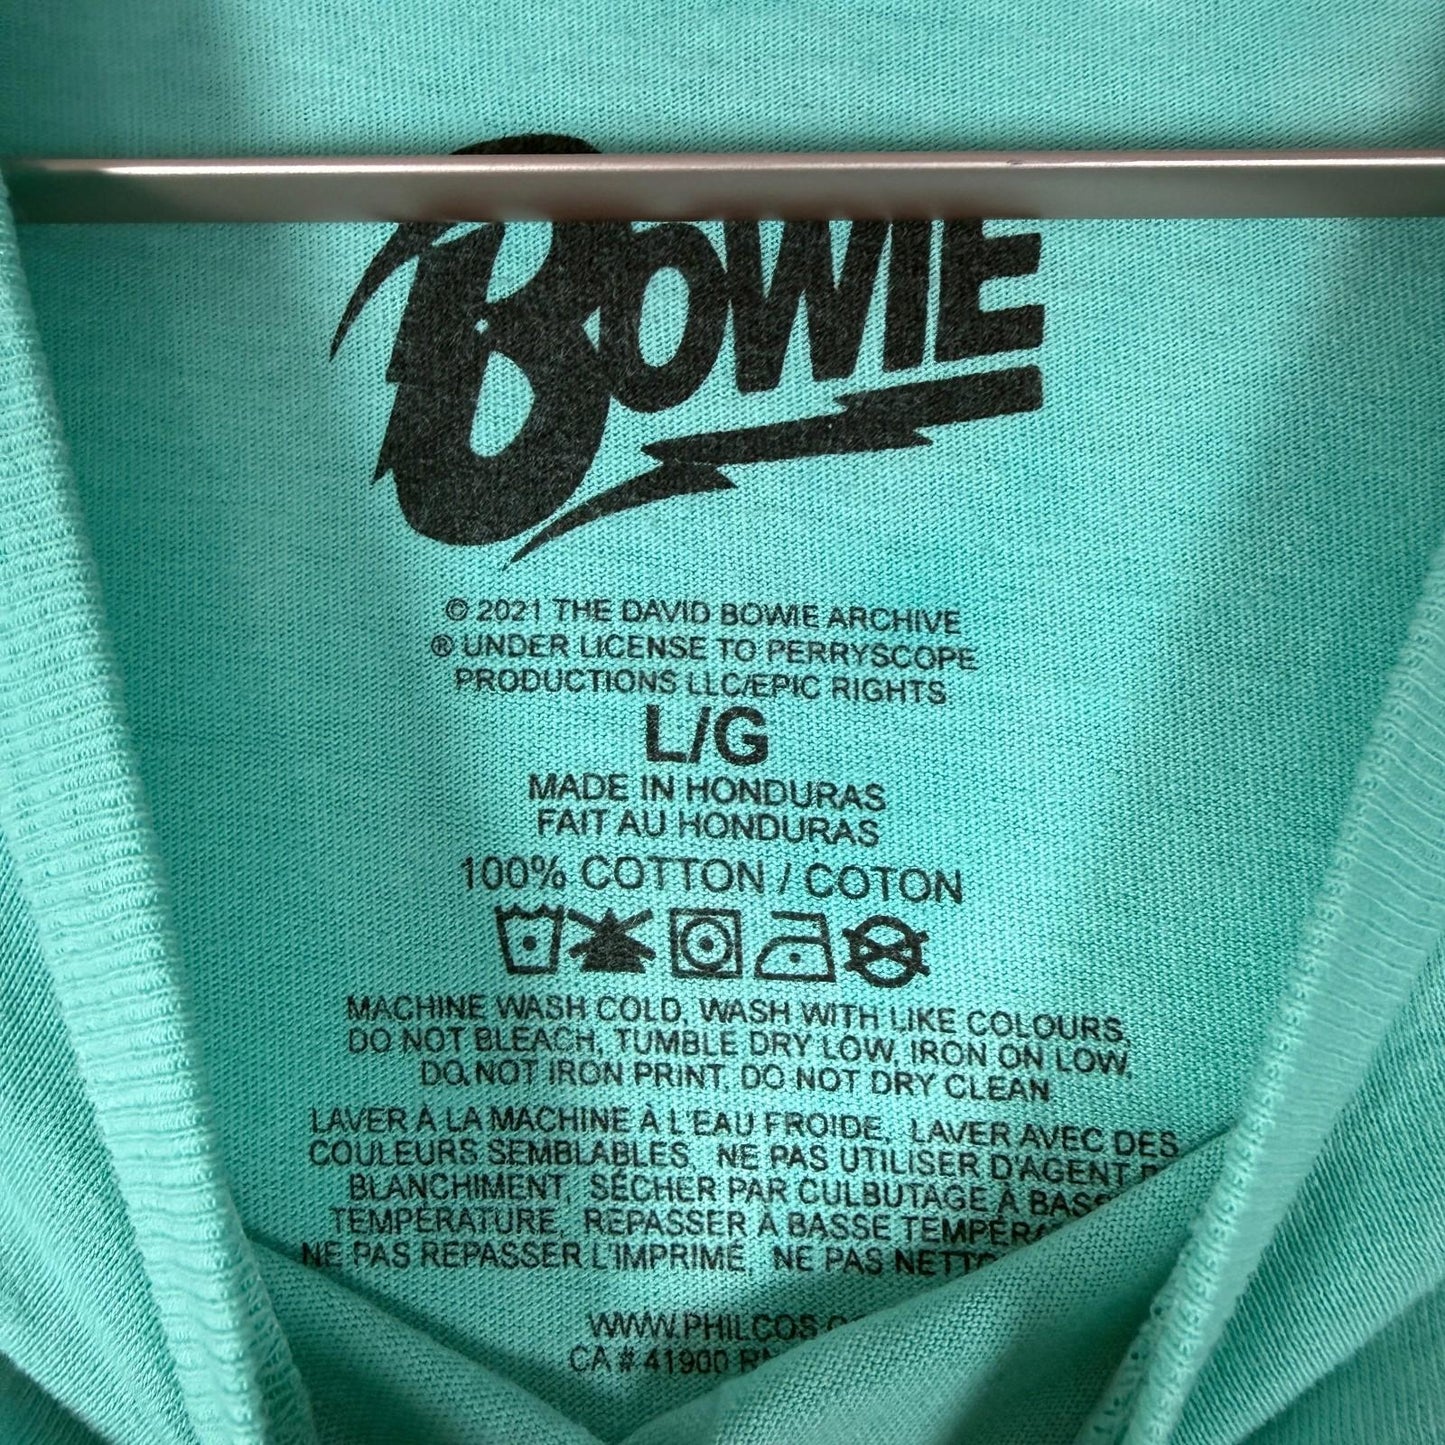 BOWIE
© 2021 THE DAVID BOWIE ARCHIVE
® UNDER LICENSE TO PERRYSCOPE
PRODUCTIONS LLC/EPIC RIGHTS
L/G
MADE IN HONDURAS
FAIT AU HONDURAS
100% COTTON / COTON
MACHINE WASH COLD, WASH WITH LIKE COLOURS,
DO NOT BLEACH, TUMBLE DRY LOW, IRON ON LOW,
DO NOT IRON PRINT, DO NOT DRY CLEAN
LAVER À LA MACHINE À L'EAU FROIDE, LAVER AVEC DES
COULEURS SEMBLABLES, NE PAS UTILISER D'AGENT
BLANCHIMENT, SÉCHER PAR CULBUTAGE À
TEMPÉRATURE, REPASSER À BASSE
NE PAS REPASSER L'IMPRIMÉ, NE PAS
WWW.PHILCOS
CA # 41900